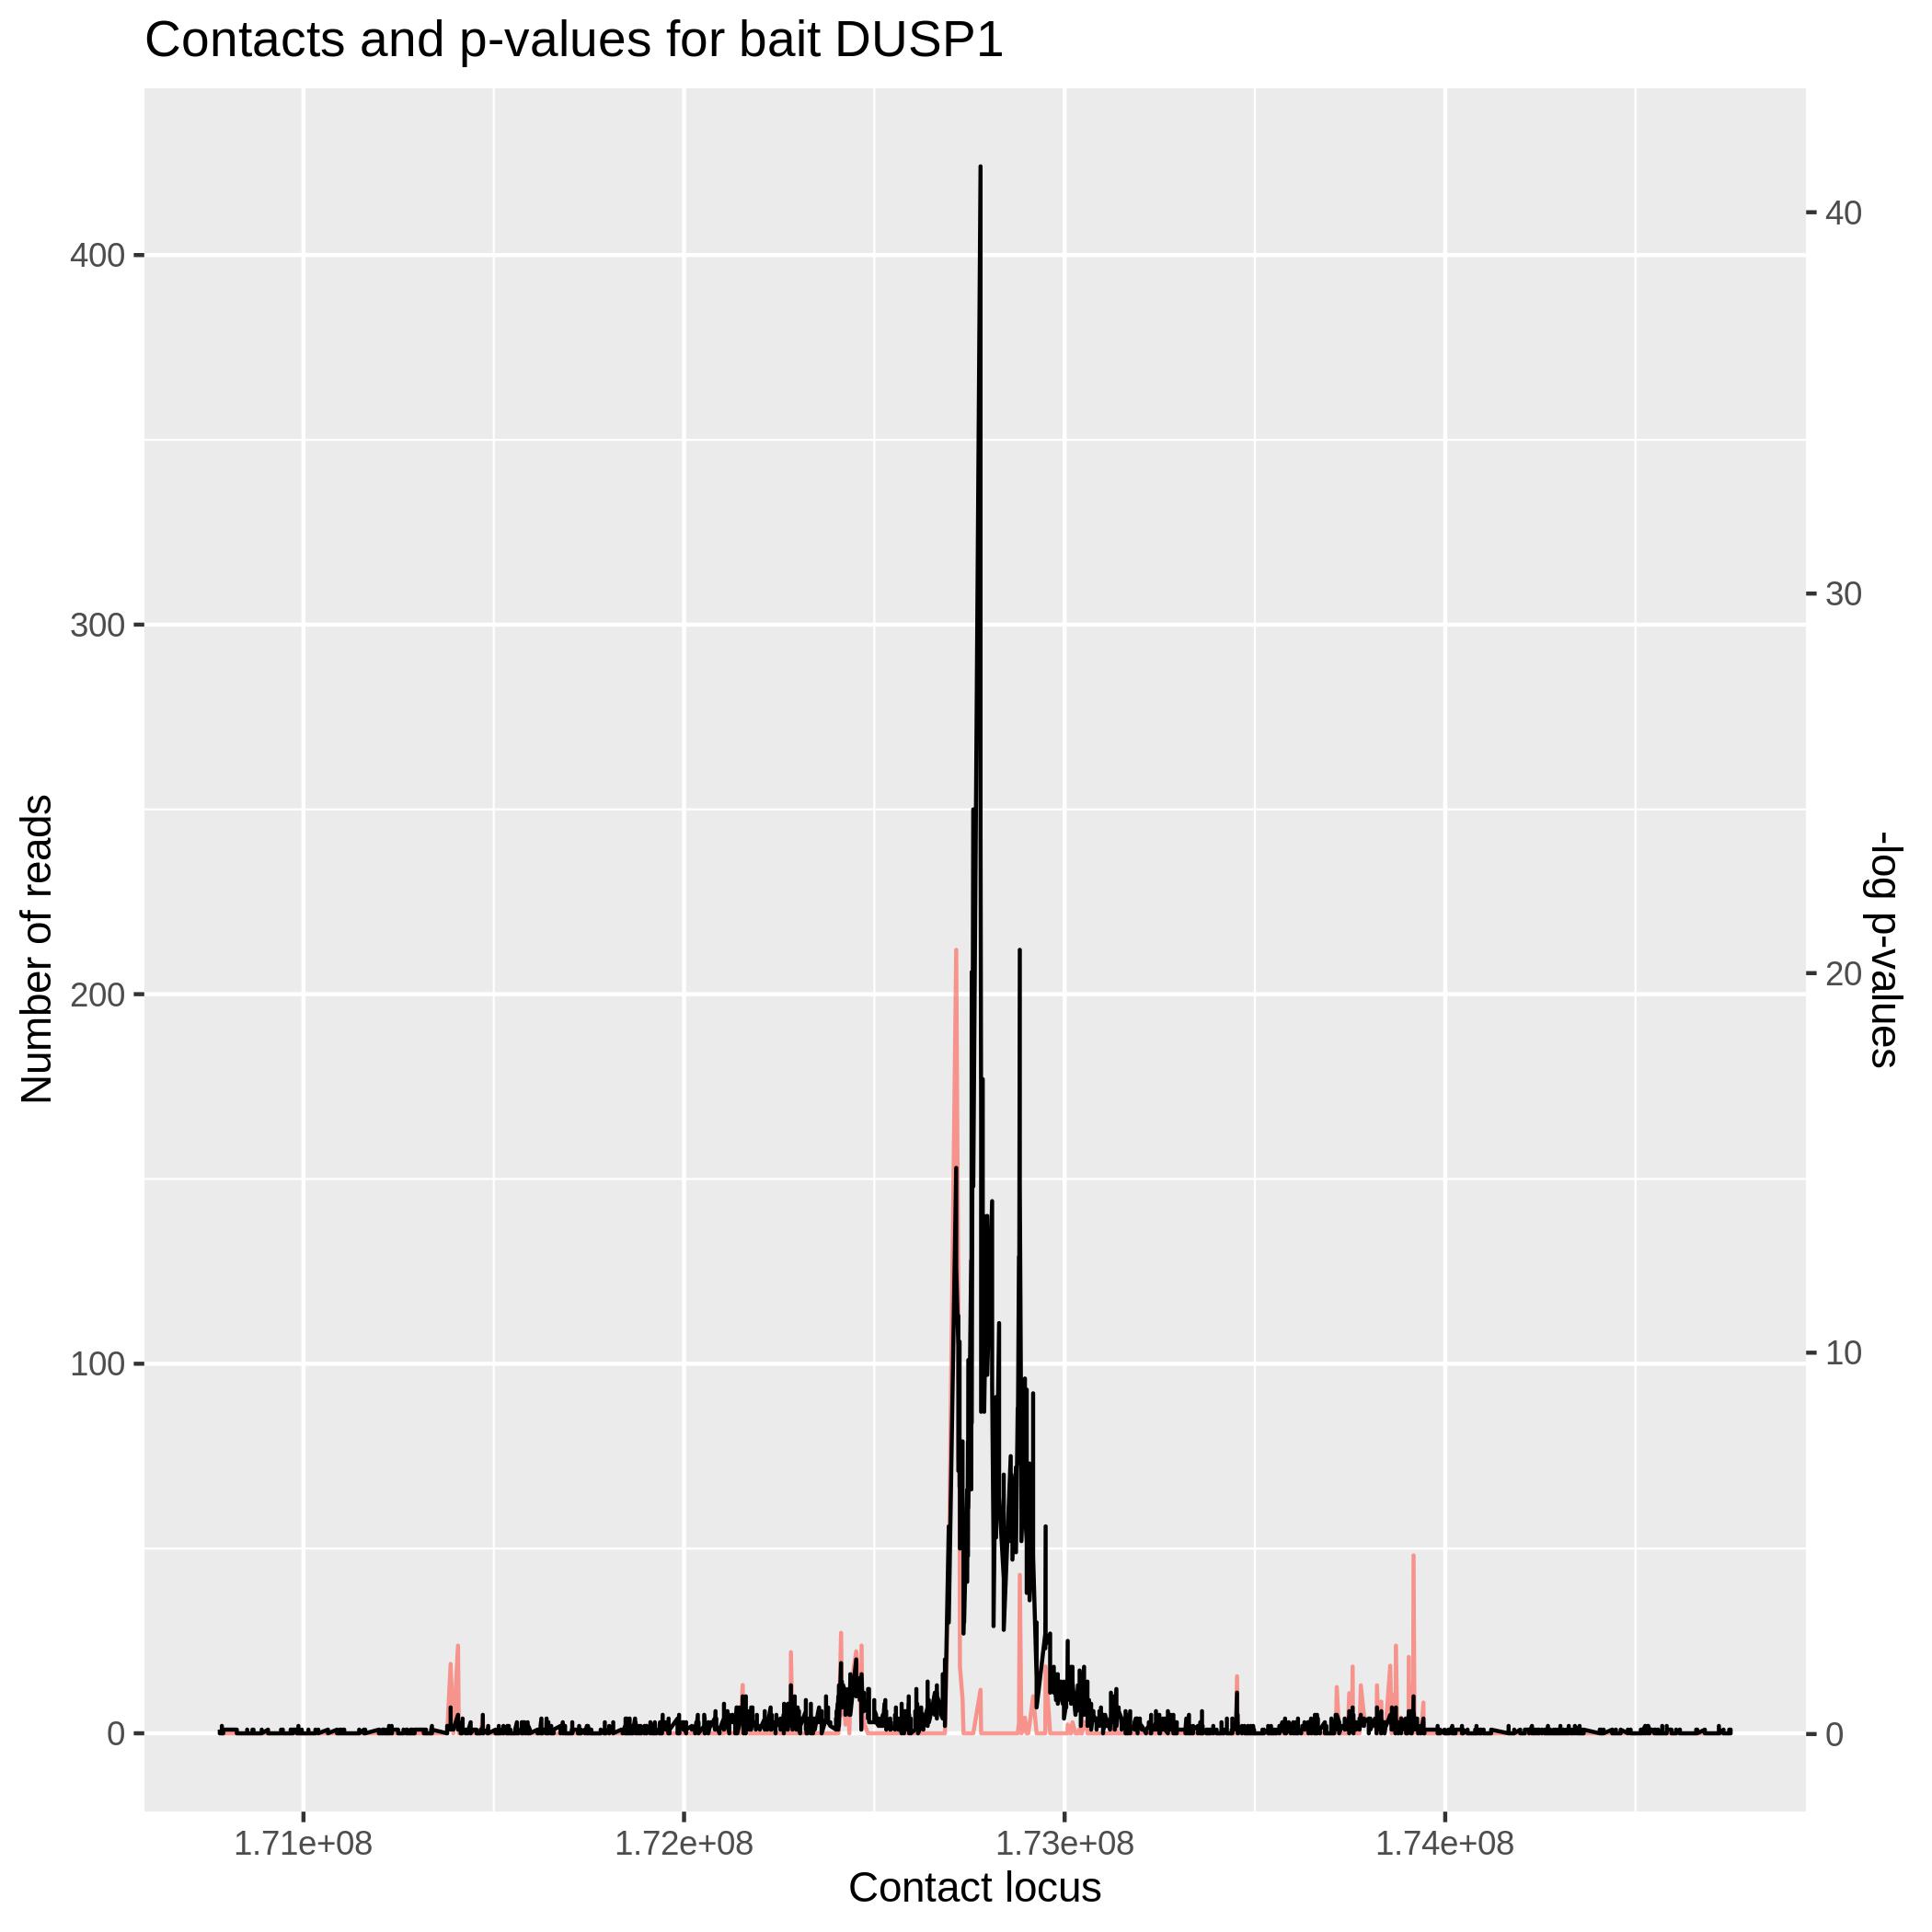 Contacts and p-values for bait DUSP1
400
300
200
100
0
Number of reads
40
30
20
10
0
-log p-values
1.71e+08
1.72e+08
1.73e+08
1.74e+08
Contact locus